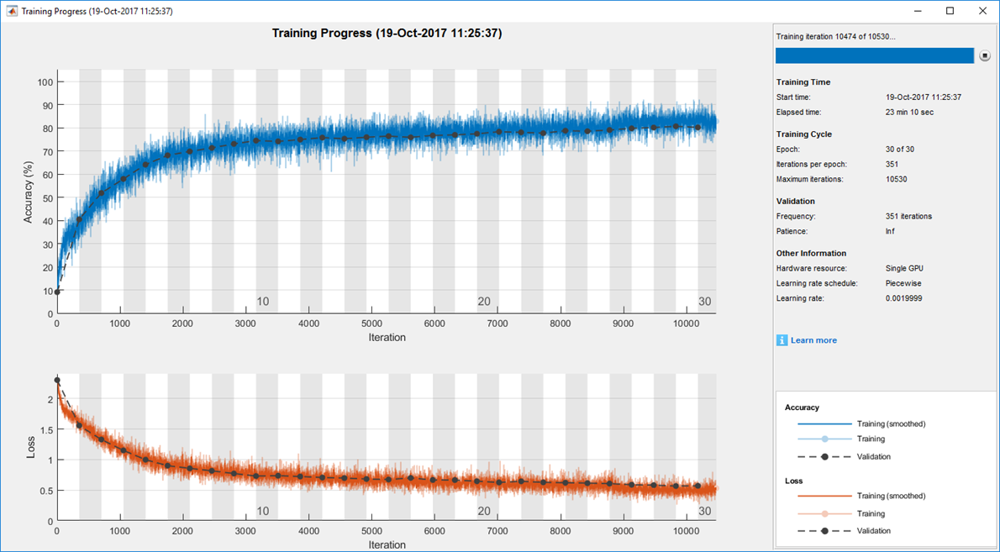 Training Progress (19-Oct-2017 11:25:37)
Training Progress (19-Oct-2017 11:25:37)
100
90
80
70
60
50
40
30
20
10
0
Accuracy (%)
10
20
30
0 1000 2000 3000 4000 5000 6000 7000 8000 9000 10000
Iteration
2
1.5
1
0.5
0
Loss
10
20
30
0 1000 2000 3000 4000 5000 6000 7000 8000 9000 10000
Iteration
Training iteration 10474 of 10530...
Training Time
Start time: 19-Oct-2017 11:25:37
Elapsed time: 23 min 10 sec
Training Cycle
Epoch: 30 of 30
Iterations per epoch: 351
Maximum iterations: 10530
Validation
Frequency: 351 iterations
Patience: Inf
Other Information
Hardware resource: Single GPU
Learning rate schedule: Piecewise
Learning rate: 0.0019999
i Learn more
Accuracy
Training (smoothed)
Training
Validation
Loss
Training (smoothed)
Training
Validation